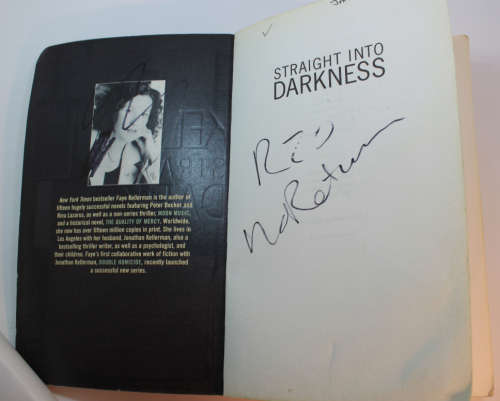 New York Times bestseller Faye Kellerman is the author of
fifteen hugely successful novels featuring Peter Decker and
Rina Lazarus, as well as a non-series thriller, MOON MUSIC,
and a historical novel, THE QUALITY OF MERCY. Worldwide,
she now has over fifteen million copies in print. She lives in
Los Angeles with her husband, Jonathan Kellerman, also a
bestselling thriller writer, as well as a psychologist, and
their children. Faye's first collaborative work of fiction with
Jonathan Kellerman, DOUBLE HOMICIDE, recently launched
a successful new series.
STRAIGHT INTO
DARKNESS
No Return